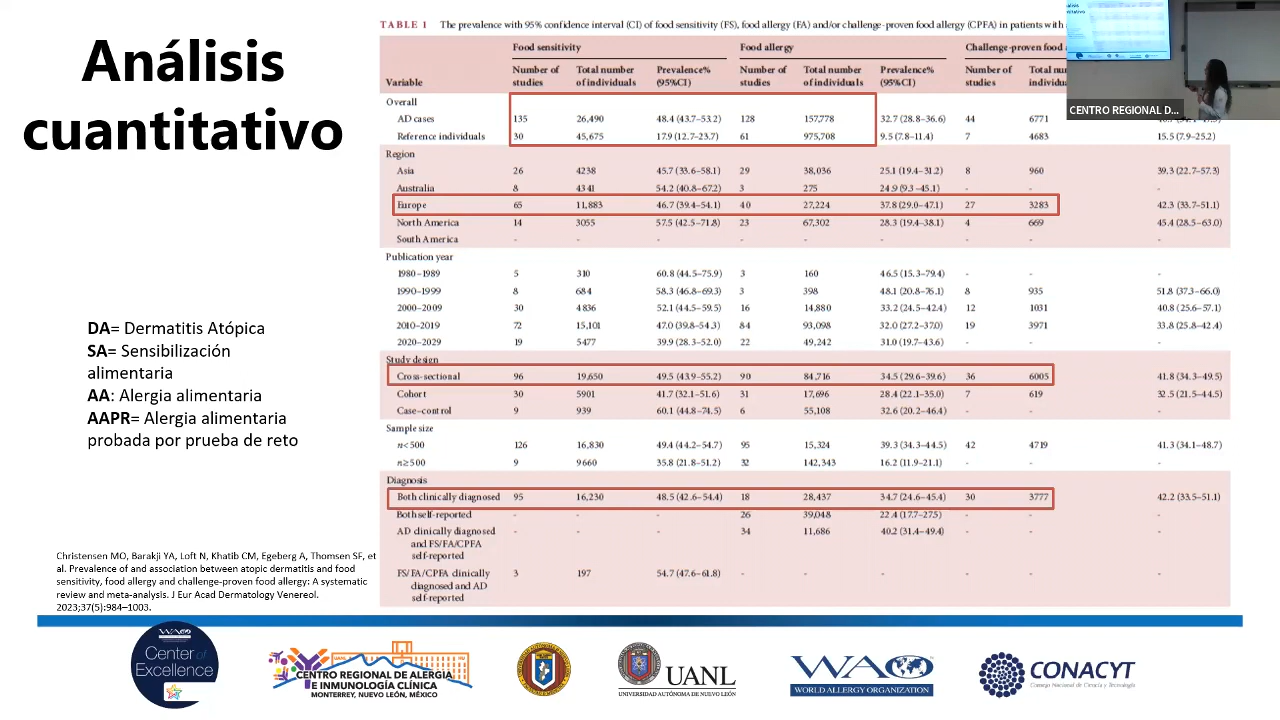 Análisis
cuantitativo
DA= Dermatitis Atópica
SA= Sensibilización
alimentaria
AA: Alergia alimentaria
AAPR= Alergia alimentaria
probada por prueba de reto
Christensen MO, Barakji YA, Loft N, Khatib CM, Egeberg A, Thomsen SF, et
al. Prevalence of and association between atopic dermatitis and food
sensitivity, food allergy and challenge-proven food allergy: A systematic
review and meta-analysis. J Eur Acad Dermatology Venereol.
2023;37(5):984–1003.
TABLE 1 The prevalence with 95% confidence interval (CI) of food sensitivity (FS), food allergy (FA) and/or challenge-proven food allergy (CPFA) in patients with
Food sensitivity Food allergy Challenge-proven food
Number of Total number Prevalence% Number of Total number Prevalence% Number of
Variable studies of individuals (95%CI) studies of individuals (95%CI) studies
Overall
AD cases 135 26,490 48.4 (43.7–53.2) 128 157,778 32.7 (28.8–36.6) 44 6771
Reference individuals 30 45,675 17.9 (12.7–23.7) 61 975,708 9.5 (7.8–11.4) 7 4683 15.5 (7.9–25.2)
Region
Asia 26 4238 45.7 (33.6–58.1) 29 38,036 25.1 (19.4–31.2) 8 960 39.3 (22.7–57.3)
Australia 8 4341 54.2 (40.8–67.2) 3 275 24.9 (9.3–45.1) - - -
Europe 65 11,883 46.7 (39.4–54.1) 40 27,224 37.8 (29.0–47.1) 27 3283 42.3 (33.7–51.1)
North America 14 3055 57.5 (42.5–71.8) 23 67,302 28.3 (19.4–38.1) 4 669 45.4 (28.5–63.0)
South America - - - - - - - - -
Publication year
1980–1989 5 310 60.8 (44.5–75.9) 3 160 46.5 (15.3–79.4) - - -
1990–1999 8 684 58.3 (46.8–69.3) 3 398 48.1 (20.8–76.1) 8 935 51.8 (37.3–66.0)
2000–2009 30 4836 52.1 (44.5–59.5) 16 14,880 33.2 (24.5–42.4) 12 1031 40.8 (25.6–57.1)
2010–2019 72 15,101 47.0 (39.8–54.3) 84 93,098 32.0 (27.2–37.0) 19 3971 33.8 (25.8–42.4)
2020–2029 19 5477 39.9 (28.3–52.0) 22 49,242 31.0 (19.7–43.6) - - -
Study design
Cross-sectional 96 19,650 49.5 (43.9–55.2) 90 84,716 34.5 (29.6–39.6) 36 6005 41.8 (34.3–49.5)
Cohort 30 5901 41.7 (32.1–51.6) 31 17,696 28.4 (22.1–35.0) 7 619 32.5 (21.5–44.5)
Case–control 9 939 60.1 (44.8–74.5) 6 55,108 32.6 (20.2–46.4) - - -
Sample size
n<500 126 16,830 49.4 (44.2–54.7) 95 15,324 39.3 (34.3–44.5) 42 4719 41.3 (34.1–48.7)
n≥500 9 9660 35.8 (21.8–51.2) 32 142,343 16.2 (11.9–21.1) - - -
Diagnosis
Both clinically diagnosed 95 16,230 48.5 (42.6–54.4) 18 28,437 34.7 (24.6–45.4) 30 3777 42.2 (33.5–51.1)
Both self-reported - - - 26 39,048 22.4 (17.7–27.5) - - -
AD clinically diagnosed - - - 34 11,686 40.2 (31.4–49.4) - - -
and FS/FA/CPFA
self-reported
FS/FA/CPFA clinically 3 197 54.7 (47.6–61.8) - - - - - -
diagnosed and AD
self-reported
CENTRO REGIONAL D...
WAO
Center of
Excellence
CENTRO REGIONAL DE ALERGIA
E INMUNOLOGÍA CLÍNICA
MONTERREY, NUEVO LEÓN, MÉXICO
UANL
UNIVERSIDAD AUTÓNOMA DE NUEVO LEÓN
WAO
WORLD ALLERGY ORGANIZATION
CONACYT
Consejo Nacional de Ciencia y Tecnología